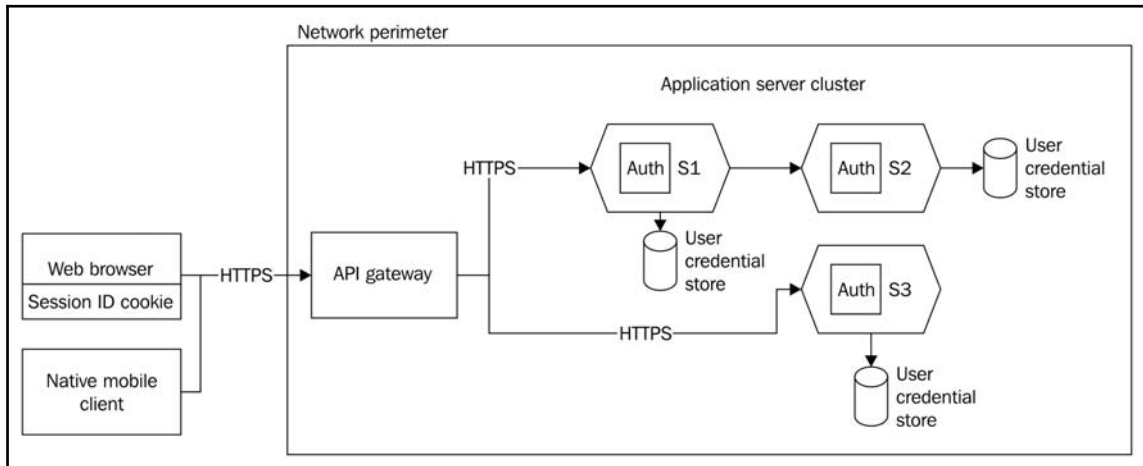 Network perimeter
Application server cluster
HTTPS
Auth S1
Auth S2
User
credential
store
User
credential
store
Web browser
Session ID cookie
HTTPS
API gateway
Auth S3
HTTPS
Native mobile
client
User
credential
store